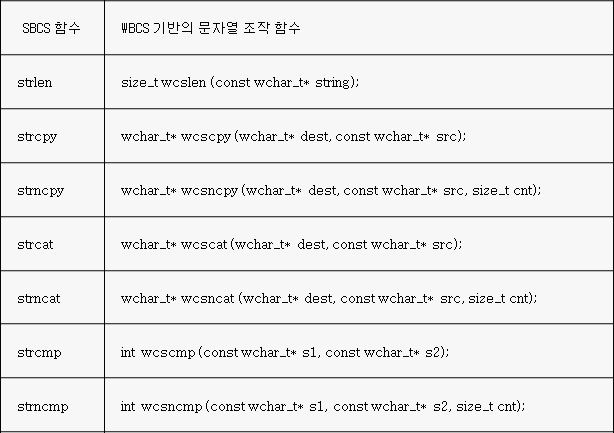 SBCS 함수 WBCS 기반의 문자열 조작 함수
strlen size_t wcslen (const wchar_t* string);
strcpy wchar_t* wcscpy (wchar_t* dest, const wchar_t* src);
strncpy wchar_t* wcsncpy (wchar_t* dest, const wchar_t* src, size_t cnt);
strcat wchar_t* wcscat (wchar_t* dest, const wchar_t* src);
strncat wchar_t* wcsncat (wchar_t* dest, const wchar_t* src, size_t cnt);
strcmp int wcscmp (const wchar_t* s1, const wchar_t* s2);
strncmp int wcsncmp (const wchar_t* s1, const wchar_t* s2, size_t cnt);